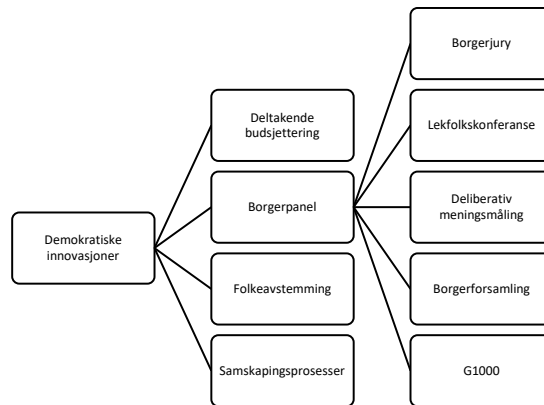 Demokratiske
innovasjoner
Deltakende
budsjettering
Borgerpanel
Folkeavstemming
Samskapingsprosesser
Borgerjury
Lekfolkskonferanse
Deliberativ
meningsmåling
Borgerforsamling
G1000